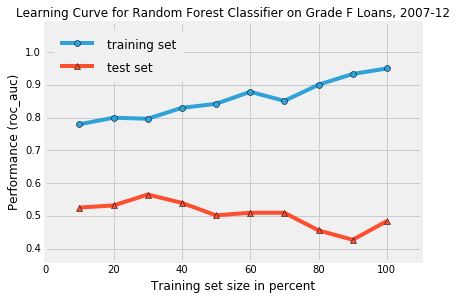 Learning Curve for Random Forest Classifier on Grade F Loans, 2007-12
training set
test set
Performance (roc_auc)
1.0
0.9
0.8
0.7
0.6
0.5
0.4
0 20 40 60 80 100
Training set size in percent